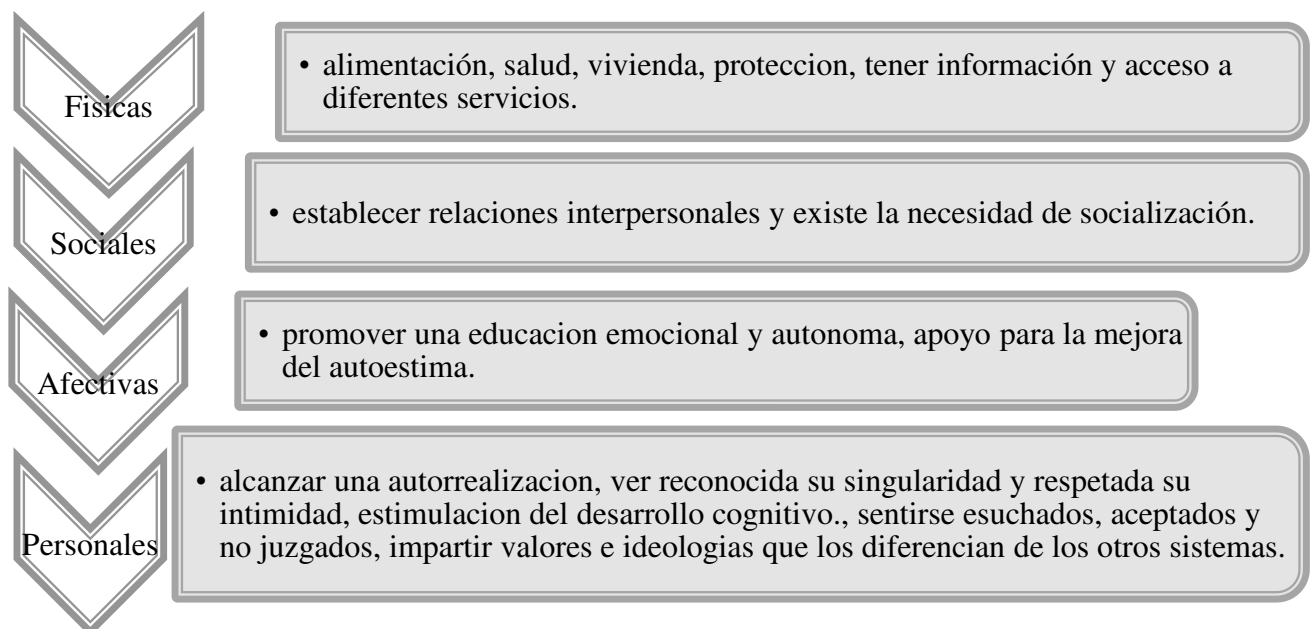 Fisicas
• alimentación, salud, vivienda, proteccion, tener información y acceso a
diferentes servicios.
Sociales
• establecer relaciones interpersonales y existe la necesidad de socialización.
Afectivas
• promover una educacion emocional y autonoma, apoyo para la mejora
del autoestima.
Personales
• alcanzar una autorrealizacion, ver reconocida su singularidad y respetada su
intimidad, estimulacion del desarrollo cognitivo., sentirse esuchados, aceptados y
no juzgados, impartir valores e ideologias que los diferencian de los otros sistemas.